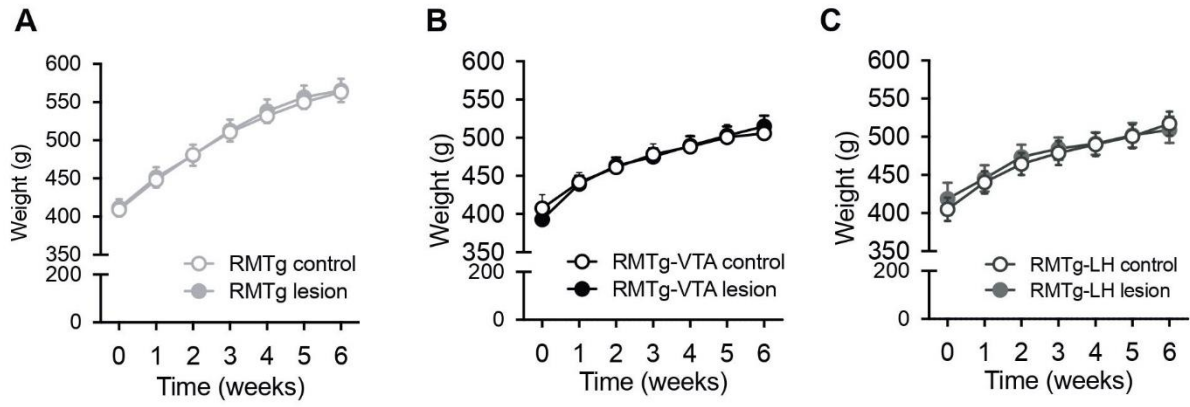 A
Weight (g)
600
550
500
450
400
350
200
0
RMTg control
RMTg lesion
0 1 2 3 4 5 6
Time (weeks)
B
Weight (g)
600
550
500
450
400
350
200
0
RMTg-VTA control
RMTg-VTA lesion
0 1 2 3 4 5 6
Time (weeks)
C
Weight (g)
600
550
500
450
400
350
200
0
RMTg-LH control
RMTg-LH lesion
0 1 2 3 4 5 6
Time (weeks)